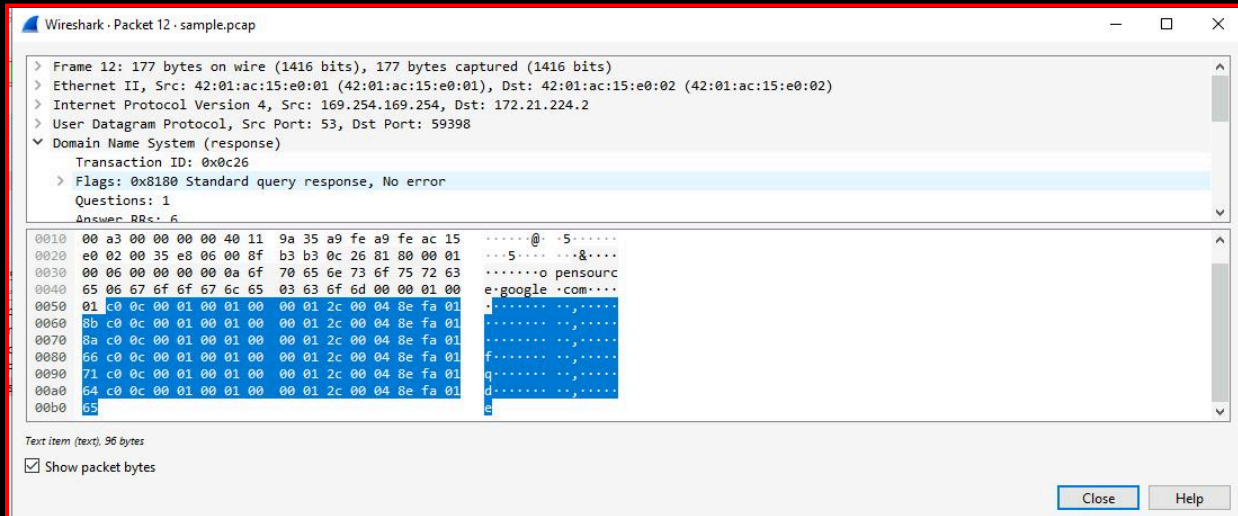 Wireshark · Packet 12 · sample.pcap
> Frame 12: 177 bytes on wire (1416 bits), 177 bytes captured (1416 bits)
> Ethernet II, Src: 42:01:ac:15:e0:01 (42:01:ac:15:e0:01), Dst: 42:01:ac:15:e0:02 (42:01:ac:15:e0:02)
> Internet Protocol Version 4, Src: 169.254.169.254, Dst: 172.21.224.2
> User Datagram Protocol, Src Port: 53, Dst Port: 59398
Domain Name System (response)
Transaction ID: 0x0c26
> Flags: 0x8180 Standard query response, No error
Questions: 1
Answer RRs: 6
0010 00 a3 00 00 00 00 40 11 9a 35 a9 fe a9 fe ac 15 ······@· ·5······
0020 e0 02 00 35 e8 06 00 8f b3 b3 0c 26 81 80 00 01 ···5···· ···&····
0030 00 06 00 00 00 00 0a 6f 70 65 6e 73 6f 75 72 63 ·······o pensourc
0040 65 06 67 6f 6f 67 6c 65 03 63 6f 6d 00 00 01 00 e·google ·com····
0050 01 c0 0c 00 01 00 01 00 00 01 2c 00 04 8e fa 01 ········ ··,·····
0060 8b c0 0c 00 01 00 01 00 00 01 2c 00 04 8e fa 01 ········ ··,·····
0070 8a c0 0c 00 01 00 01 00 00 01 2c 00 04 8e fa 01 ········ ··,·····
0080 66 c0 0c 00 01 00 01 00 00 01 2c 00 04 8e fa 01 f······· ··,·····
0090 71 c0 0c 00 01 00 01 00 00 01 2c 00 04 8e fa 01 q······· ··,·····
00a0 64 c0 0c 00 01 00 01 00 00 01 2c 00 04 8e fa 01 d······· ··,·····
00b0 65 e
Text item (text), 96 bytes
Show packet bytes
Close Help